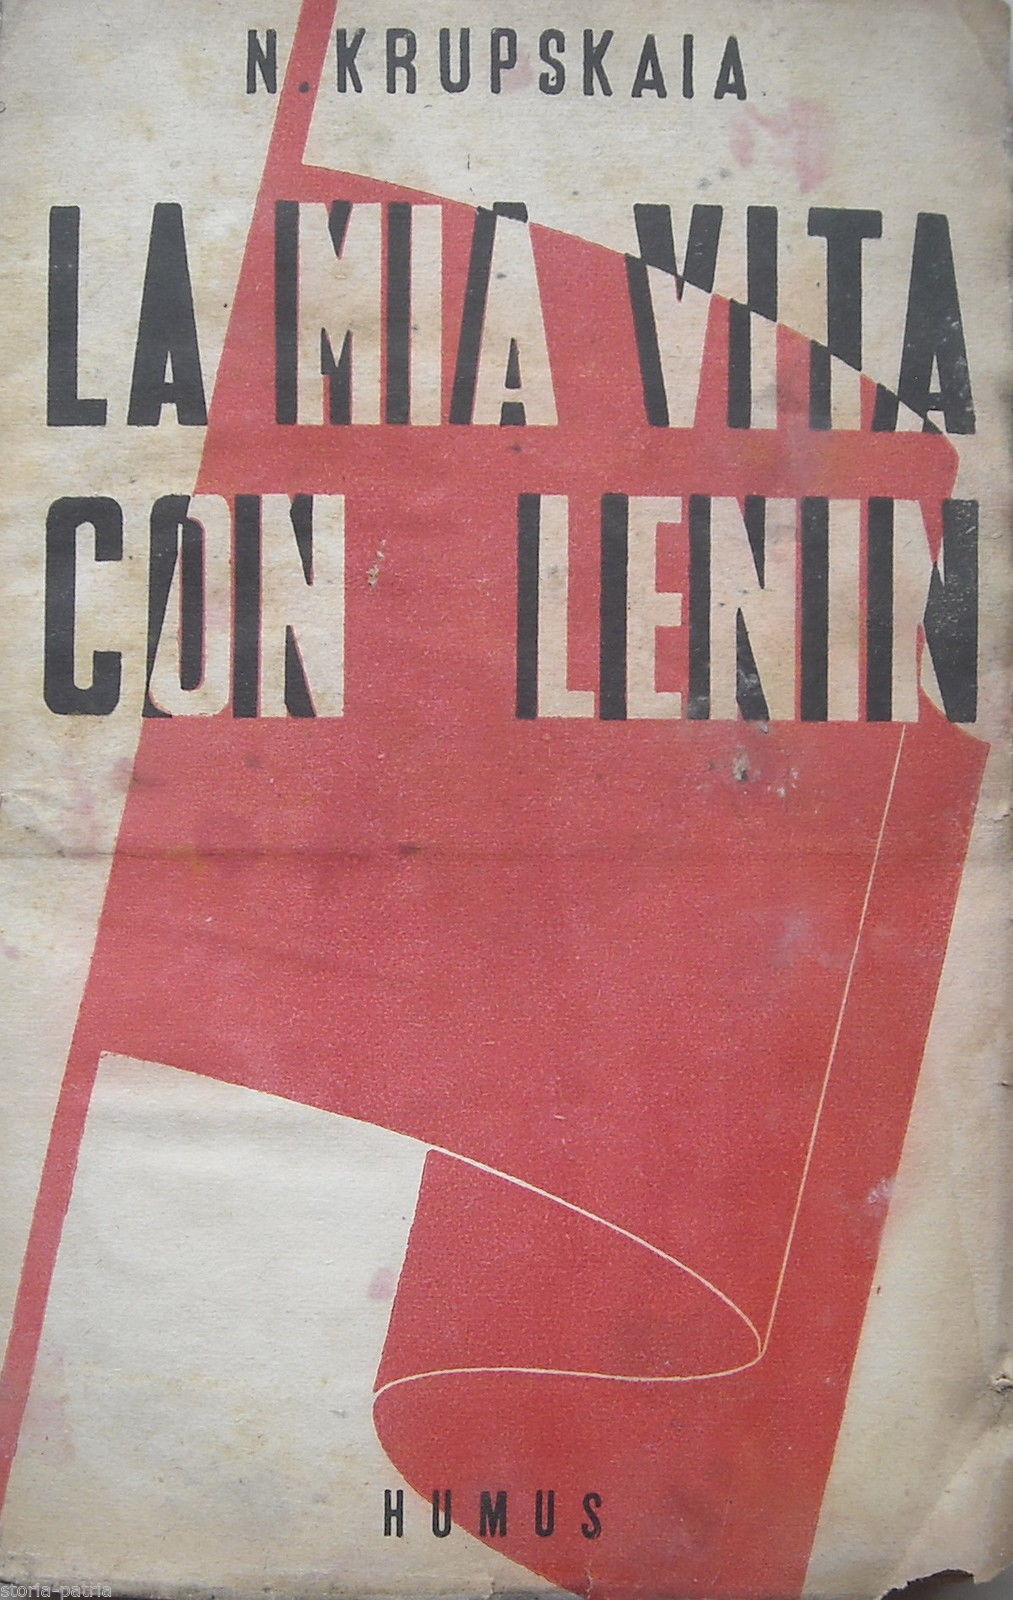 N. KRUPSKAIA
LA MIA VITA
CON LENIN
HUMUS
storia-patria